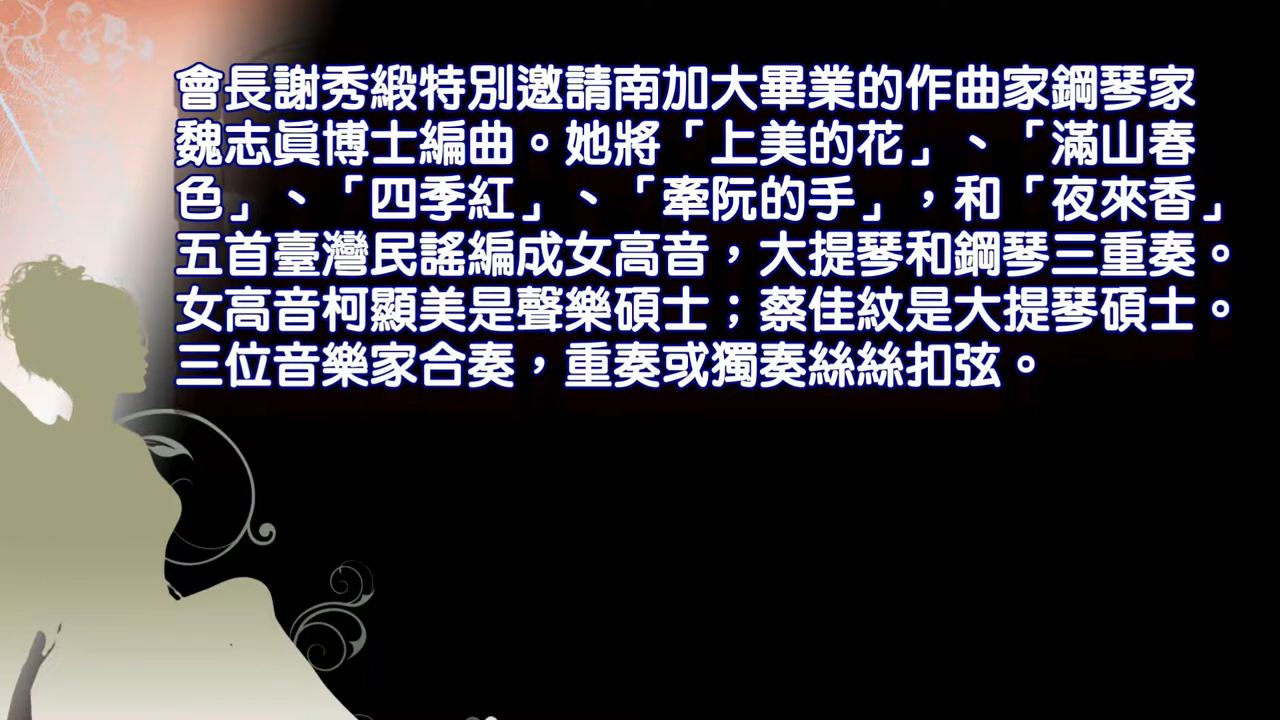 會長謝秀緞特別邀請南加大畢業的作曲家鋼琴家
魏志眞博士編曲。她將「上美的花」、「滿山春
色」、「四季紅」、「牽阮的手」，和「夜來香」
五首臺灣民謠編成女高音，大提琴和鋼琴三重奏。
女高音柯顯美是聲樂碩士；蔡佳紋是大提琴碩士。
三位音樂家合奏，重奏或獨奏絲絲扣弦。